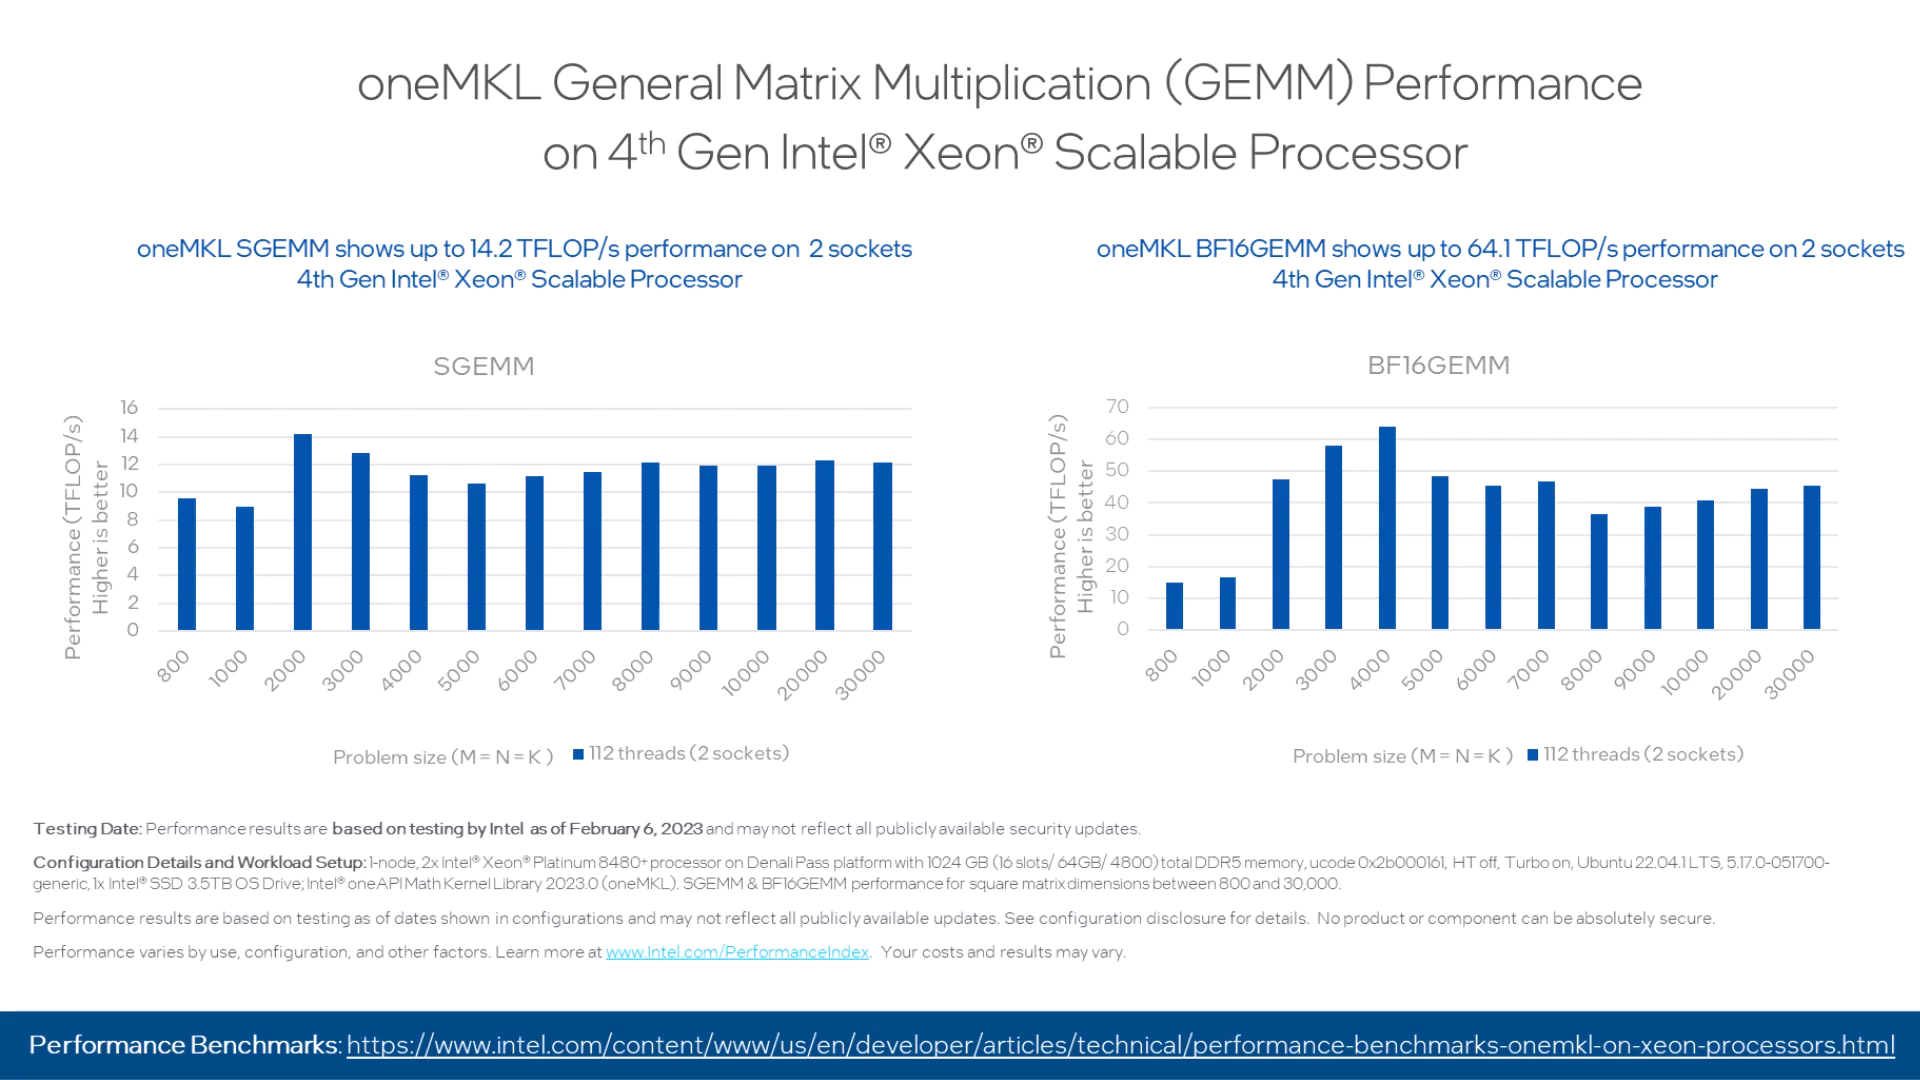 oneMKL General Matrix Multiplication (GEMM) Performance
on 4th Gen Intel® Xeon® Scalable Processor
oneMKL SGEMM shows up to 14.2 TFLOP/s performance on 2 sockets
4th Gen Intel® Xeon® Scalable Processor
SGEMM
Performance (TFLOP/s)
Higher is better
16
14
12
10
8
6
4
2
0
800
1000
2000
3000
4000
5000
6000
7000
8000
9000
10000
20000
30000
Problem size (M = N = K )
112 threads (2 sockets)
oneMKL BF16GEMM shows up to 64.1 TFLOP/s performance on 2 sockets
4th Gen Intel® Xeon® Scalable Processor
BF16GEMM
Performance (TFLOP/s)
Higher is better
70
60
50
40
30
20
10
0
800
1000
2000
3000
4000
5000
6000
7000
8000
9000
10000
20000
30000
Problem size (M = N = K )
112 threads (2 sockets)
Testing Date: Performance results are based on testing by Intel as of February 6, 2023 and may not reflect all publicly available security updates.
Configuration Details and Workload Setup: 1-node, 2x Intel® Xeon® Platinum 8480+ processor on Denali Pass platform with 1024 GB (16 slots/ 64GB/ 4800) total DDR5 memory, ucode 0x2b000161, HT off, Turbo on, Ubuntu 22.04.1 LTS, 5.17.0-051700-
generic, 1x Intel® SSD 3.5TB OS Drive; Intel® oneAPI Math Kernel Library 2023.0 (oneMKL). SGEMM & BF16GEMM performance for square matrix dimensions between 800 and 30,000.
Performance results are based on testing as of dates shown in configurations and may not reflect all publicly available updates. See configuration disclosure for details. No product or component can be absolutely secure.
Performance varies by use, configuration, and other factors. Learn more at www.Intel.com/PerformanceIndex. Your costs and results may vary.
Performance Benchmarks: https://www.intel.com/content/www/us/en/developer/articles/technical/performance-benchmarks-onemkl-on-xeon-processors.html